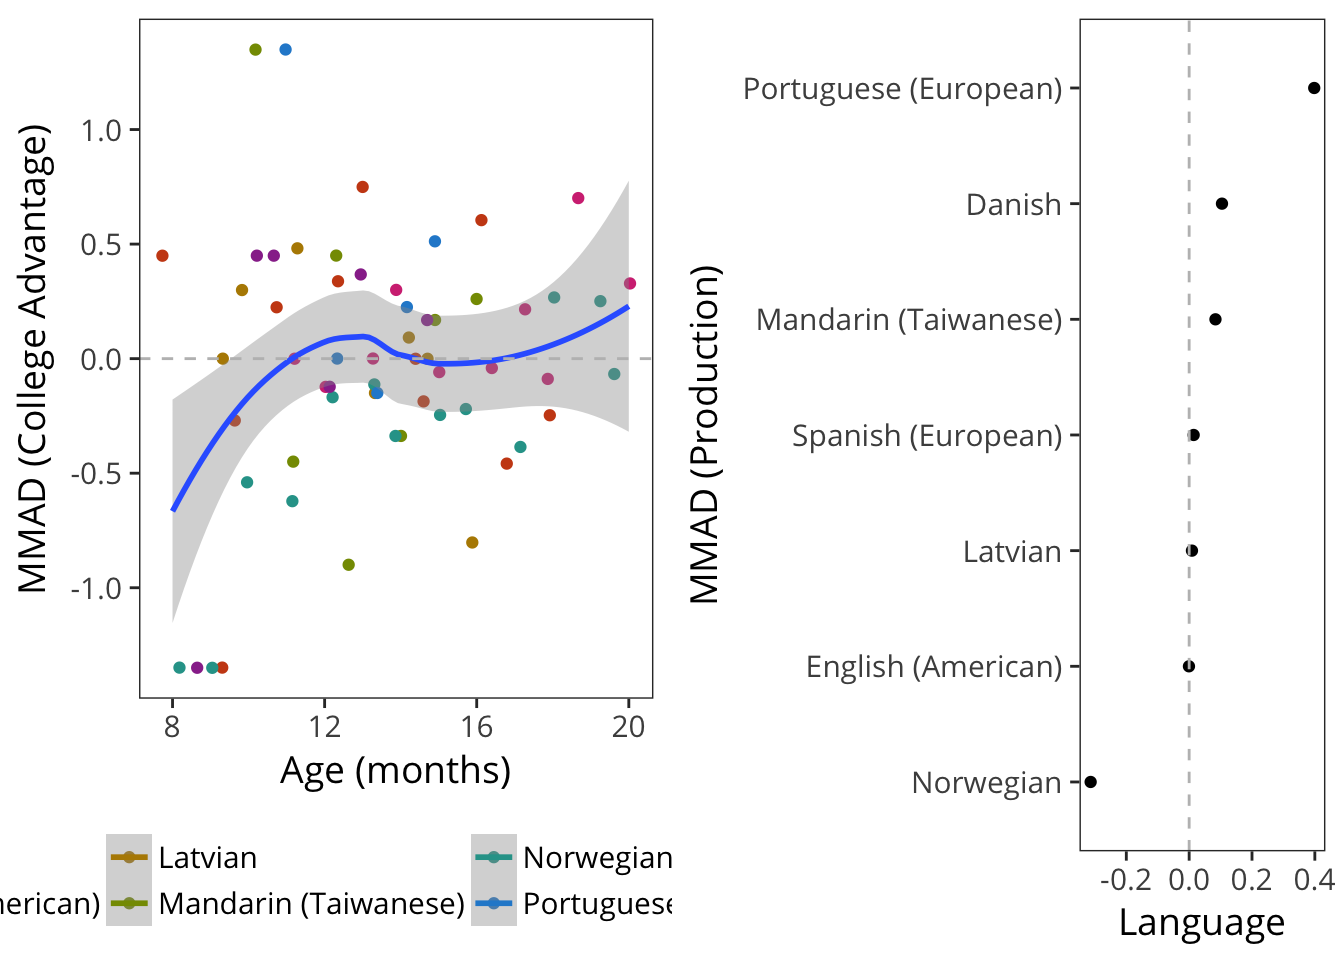 MMAD (College Advantage)
1.0
0.5
0.0
-0.5
-1.0
8 12 16 20
Age (months)
Latvian
Norwegian
nerican)
Mandarin (Taiwanese)
Portuguese
MMAD (Production)
Portuguese (European)
Danish
Mandarin (Taiwanese)
Spanish (European)
Latvian
English (American)
Norwegian
-0.2 0.0 0.2 0.4
Language